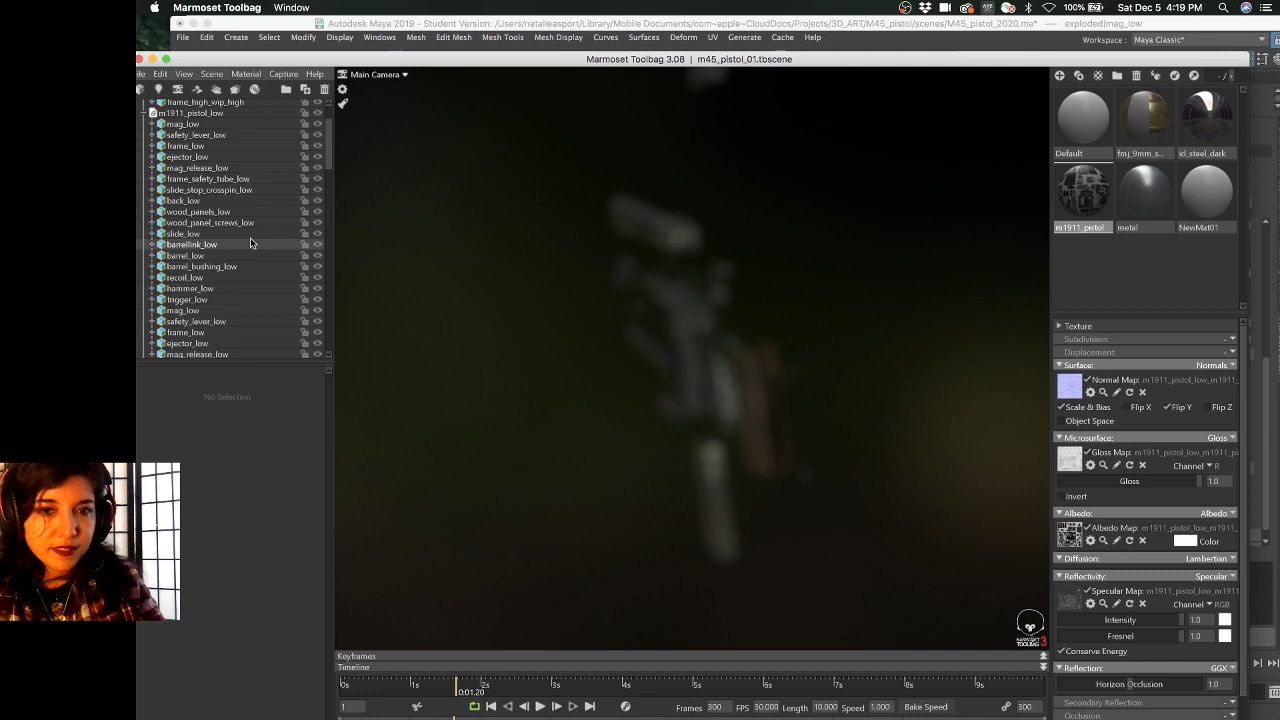 Marmoset Toolbag Window 100% Sat Dec 5 4:19 PM
Autodesk Maya 2019 - Student Version: /Users/natalieasport/Library/Mobile Documents/com~apple~CloudDocs/Projects/3D_ART/M45_pistol/scenes/M45_pistol_2020.ma* --- exploded|mag_low
File Edit Create Select Modify Display Windows Mesh Edit Mesh Mesh Tools Mesh Display Curves Surfaces Deform UV Generate Cache Help Workspace: Maya Classic*
Marmoset Toolbag 3.08 | m45_pistol_01.tbscene
Edit View Scene Material Capture Help Main Camera
frame_high_wip_high
m1911_pistol_low
mag_low
safety_lever_low
frame_low
ejector_low
mag_release_low
frame_safety_tube_low
slide_stop_crosspin_low
back_low
wood_panels_low
wood_panel_screws_low
slide_low
barrellink_low
barrel_low
barrel_bushing_low
recoil_low
hammer_low
trigger_low
mag_low
safety_lever_low
frame_low
ejector_low
mag_release_low
No Selection
Default fmj_9mm_s... id_steel_dark
m1911_pistol metal NewMat01
Texture
Subdivision:
Displacement:
Surface: Normals
Normal Map: m1911_pistol_low_m1911_
Scale & Bias Flip X Flip Y Flip Z
Object Space
Microsurface: Gloss
Gloss Map: m1911_pistol_low_m1911_pi
Channel R
Gloss 1.0
Invert
Albedo: Albedo
Albedo Map: m1911_pistol_low_m1911_
Color
Diffusion: Lambertian
Reflectivity: Specular
Specular Map: m1911_pistol_low_m1911
Channel RGB
Intensity 1.0
Fresnel 1.0
Conserve Energy
Reflection: GGX
Horizon Occlusion 1.0
Secondary Reflection:
Occlusion:
MARMOSET
TOOLBAG 3
Keyframes
Timeline
0s 1s 2s 3s 4s 5s 6s 7s 8s 9s
0:01.20
1 Frames 300 FPS 30.000 Length 10.000 Speed 1.000 Bake Speed 300